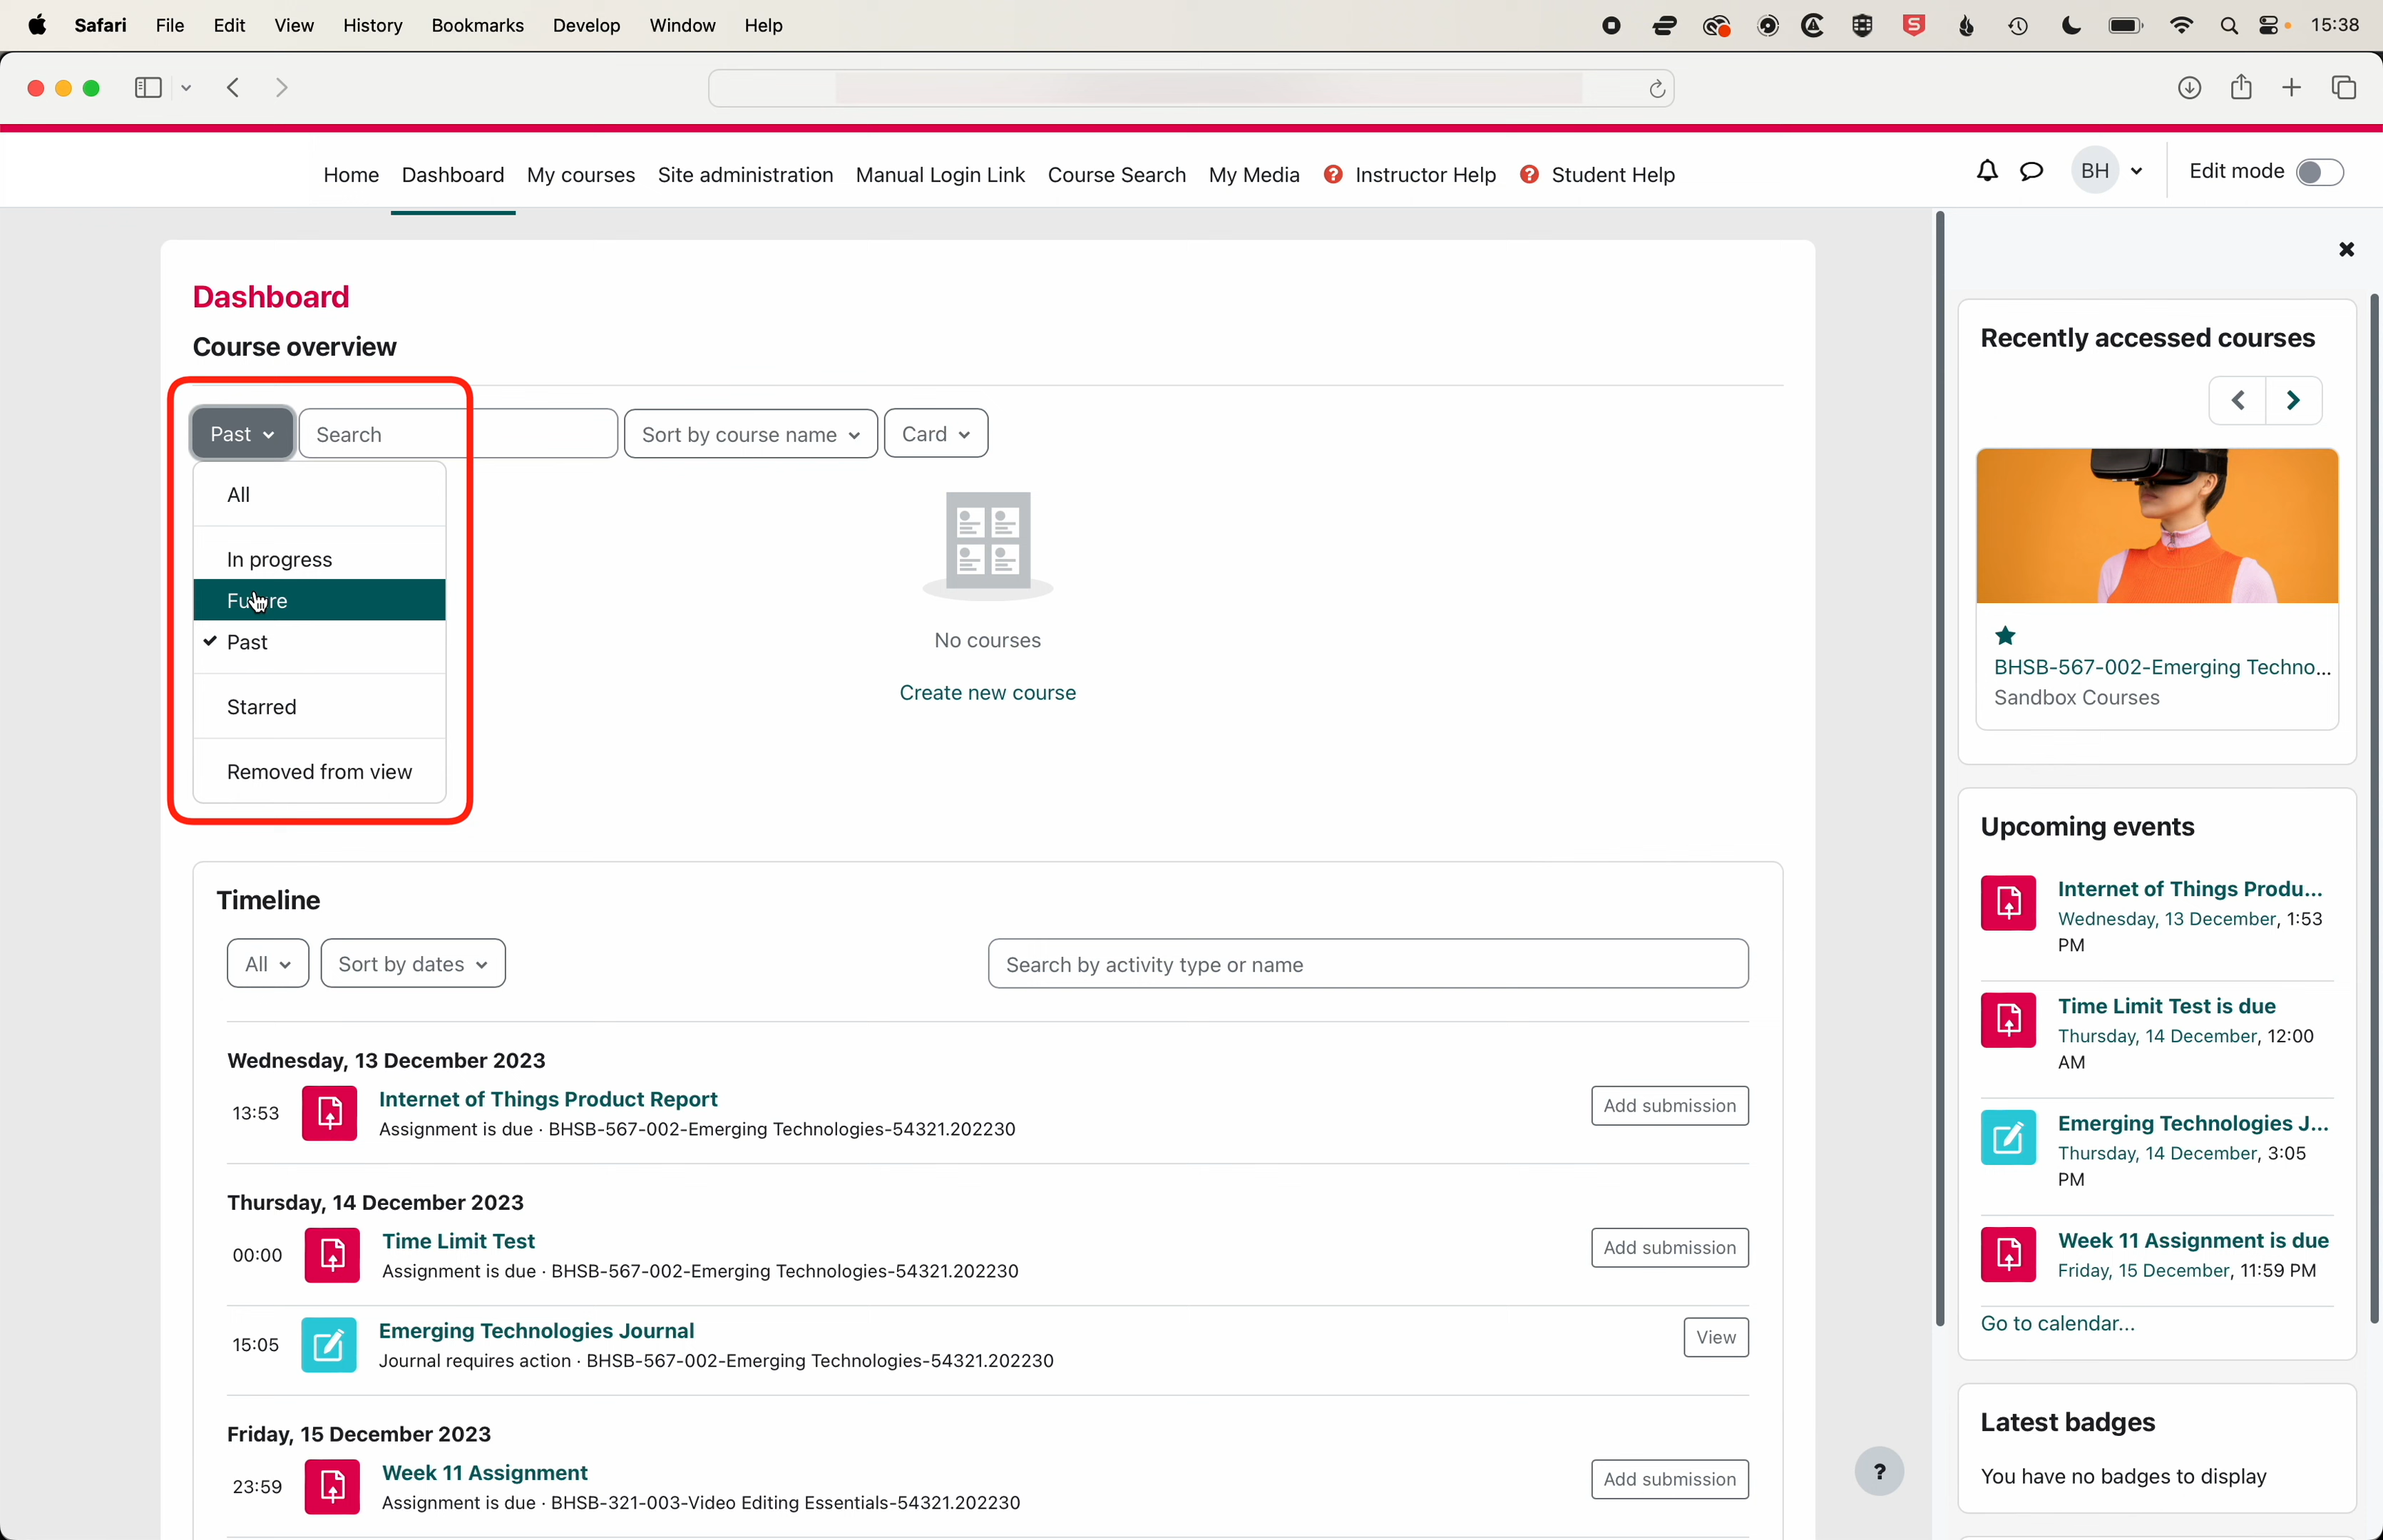 Safari File Edit View History Bookmarks Develop Window Help 15:38
Home Dashboard My courses Site administration Manual Login Link Course Search My Media ? Instructor Help ? Student Help BH Edit mode
Dashboard
Course overview
Past Search Sort by course name Card
All
In progress
Future
Past
Starred
Removed from view
No courses
Create new course
Timeline
All Sort by dates Search by activity type or name
Wednesday, 13 December 2023
13:53 Internet of Things Product Report Add submission
Assignment is due · BHSB-567-002-Emerging Technologies-54321.202230
Thursday, 14 December 2023
00:00 Time Limit Test Add submission
Assignment is due · BHSB-567-002-Emerging Technologies-54321.202230
15:05 Emerging Technologies Journal View
Journal requires action · BHSB-567-002-Emerging Technologies-54321.202230
Friday, 15 December 2023
23:59 Week 11 Assignment Add submission
Assignment is due · BHSB-321-003-Video Editing Essentials-54321.202230
?
Recently accessed courses
BHSB-567-002-Emerging Techno...
Sandbox Courses
Upcoming events
Internet of Things Produ...
Wednesday, 13 December, 1:53
PM
Time Limit Test is due
Thursday, 14 December, 12:00
AM
Emerging Technologies J...
Thursday, 14 December, 3:05
PM
Week 11 Assignment is due
Friday, 15 December, 11:59 PM
Go to calendar...
Latest badges
You have no badges to display